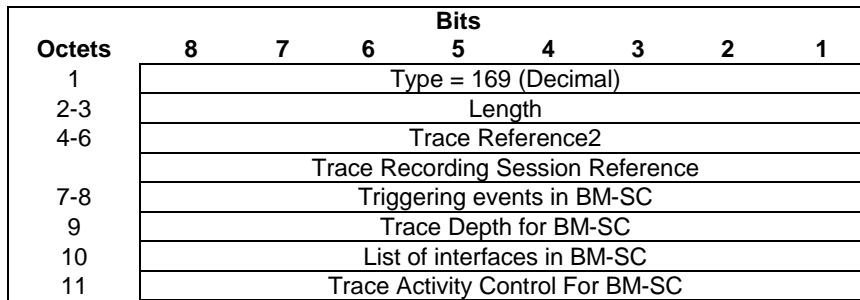 Bits
Octets 8 7 6 5 4 3 2 1
1 Type = 169 (Decimal)
2-3 Length
4-6 Trace Reference2
Trace Recording Session Reference
7-8 Triggering events in BM-SC
9 Trace Depth for BM-SC
10 List of interfaces in BM-SC
11 Trace Activity Control For BM-SC